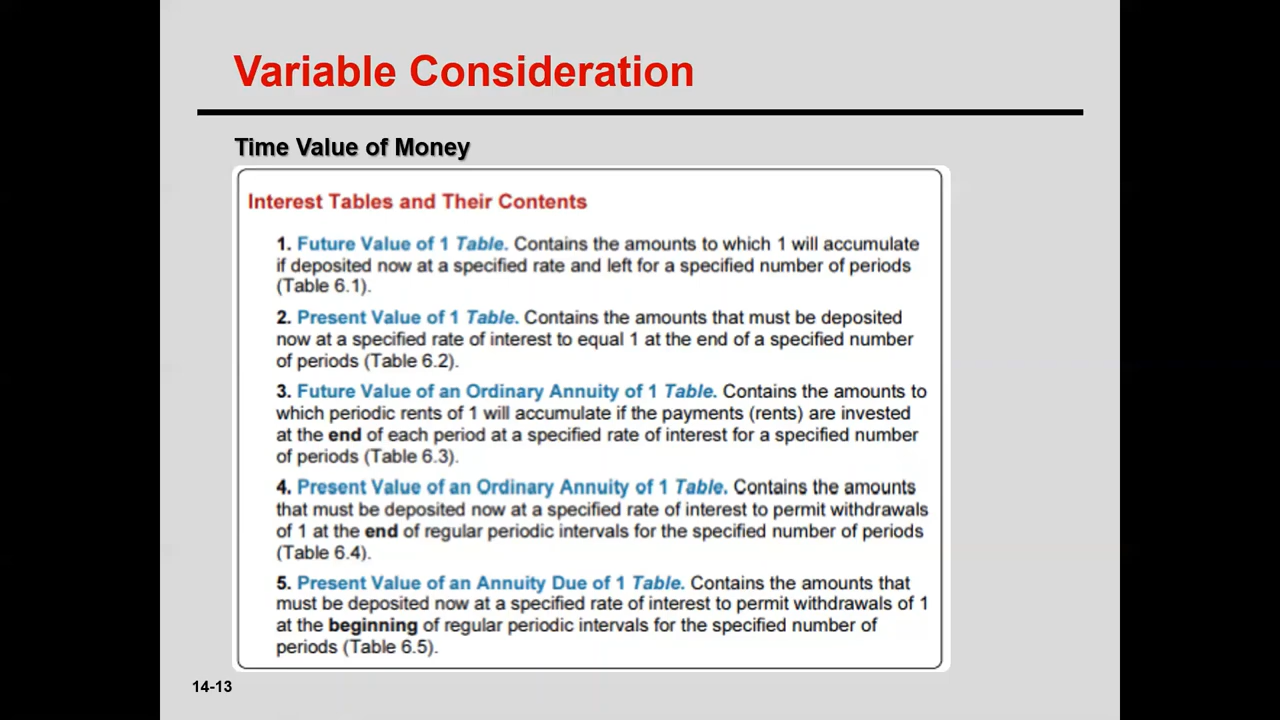 Variable Consideration
Time Value of Money
Interest Tables and Their Contents
1. Future Value of 1 Table. Contains the amounts to which 1 will accumulate
if deposited now at a specified rate and left for a specified number of periods
(Table 6.1).
2. Present Value of 1 Table. Contains the amounts that must be deposited
now at a specified rate of interest to equal 1 at the end of a specified number
of periods (Table 6.2).
3. Future Value of an Ordinary Annuity of 1 Table. Contains the amounts to
which periodic rents of 1 will accumulate if the payments (rents) are invested
at the end of each period at a specified rate of interest for a specified number
of periods (Table 6.3).
4. Present Value of an Ordinary Annuity of 1 Table. Contains the amounts
that must be deposited now at a specified rate of interest to permit withdrawals
of 1 at the end of regular periodic intervals for the specified number of periods
(Table 6.4).
5. Present Value of an Annuity Due of 1 Table. Contains the amounts that
must be deposited now at a specified rate of interest to permit withdrawals of 1
at the beginning of regular periodic intervals for the specified number of
periods (Table 6.5).
14-13